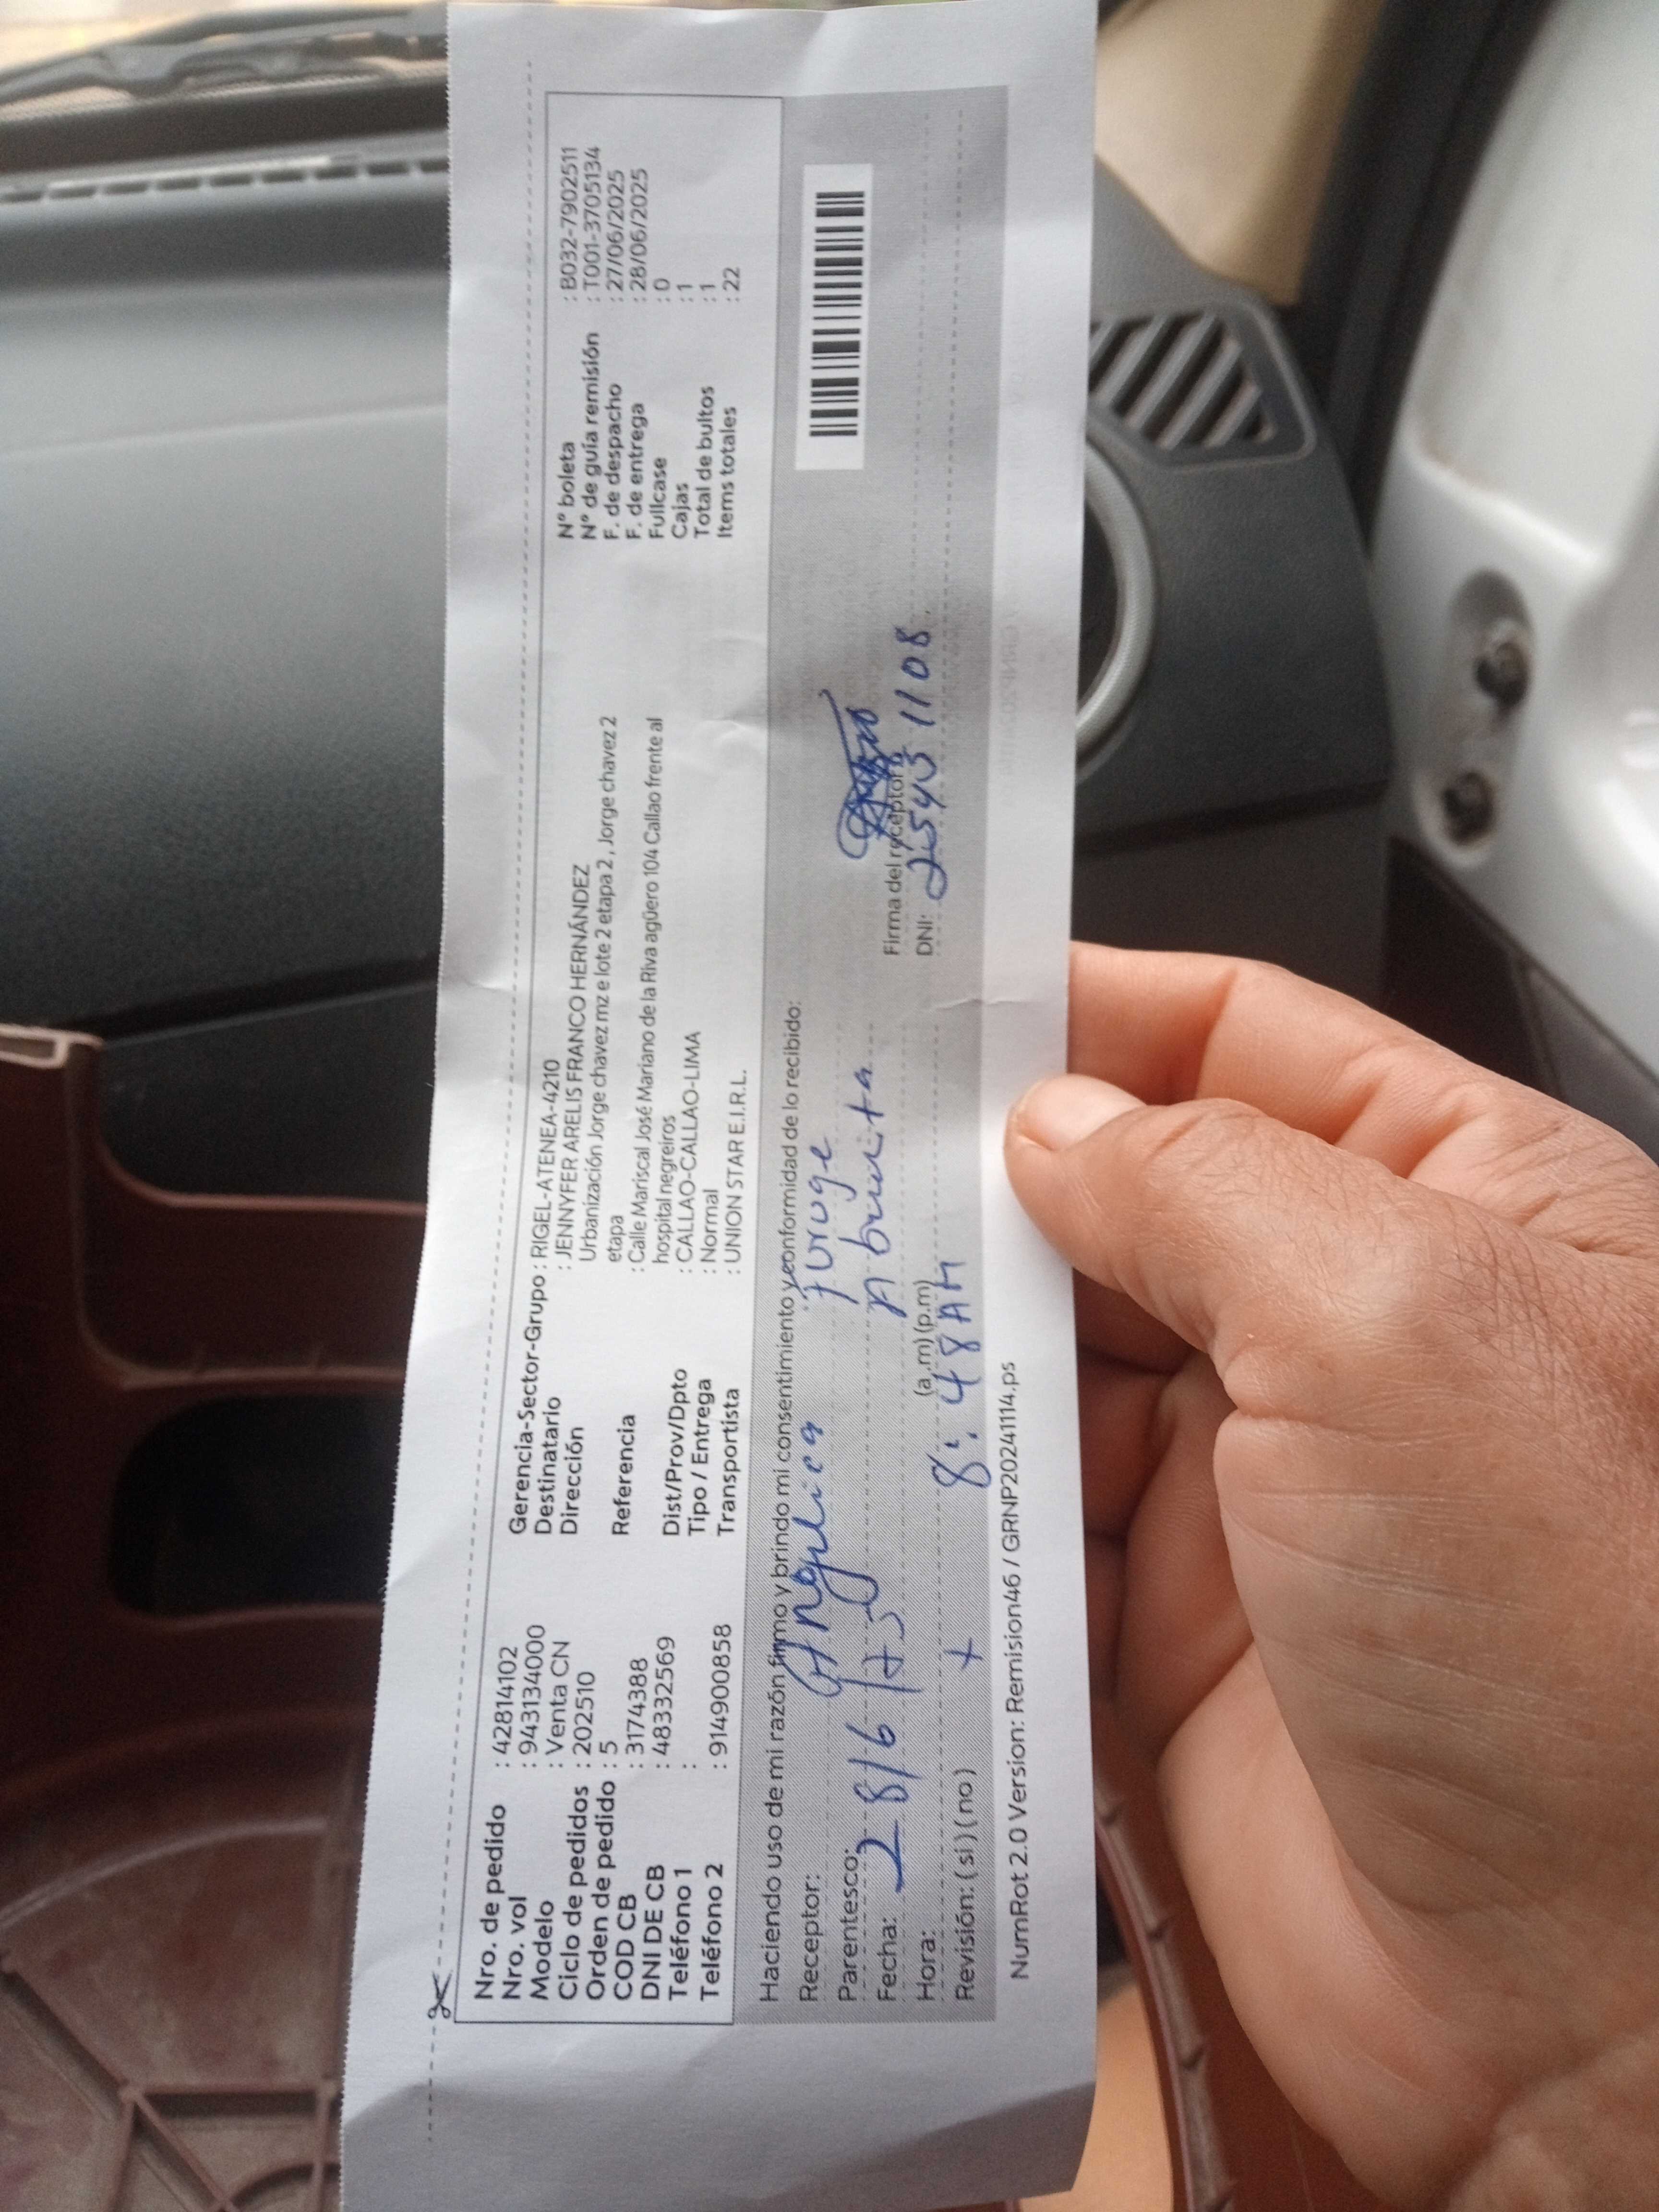 Nro. de pedido : 42814102
Nro. vol : 943134000
Modelo : Venta CN
Ciclo de pedidos : 202510
Orden de pedido : 5
COD CB : 3174388
DNI DE CB : 48332569
Teléfono 1 :
Teléfono 2 : 914900858
Gerencia-Sector-Grupo : RIGEL-ATENEA-4210
Destinatario : JENNYFER ARELIS FRANCO HERNÁNDEZ
Dirección Urbanización Jorge chavez mz e lote 2 etapa 2 , Jorge chavez 2
etapa
Referencia : Calle Mariscal José Mariano de la Riva agüero 104 Callao frente al
hospital negreiros
Dist/Prov/Dpto : CALLAO-CALLAO-LIMA
Tipo / Entrega : Normal
Transportista : UNION STAR E.I.R.L.
N° boleta : B032-7902511
N° de guía remisión : T001-3705134
F. de despacho : 27/06/2025
F. de entrega : 28/06/2025
Fullcase : 0
Cajas : 1
Total de bultos : 1
Items totales : 22
Haciendo uso de mi razón firmo y brindo mi consentimiento y conformidad de lo recibido:
Receptor: Angelica
Parentesco:
Fecha: 28/6/25
Hora: (a.m) (p.m) 8:48 AM
Revisión: ( si ) ( no )
Firma del receptor
DNI: 25431108
NumRot 2.0 Version: Remision46 / GRNP20241114.ps